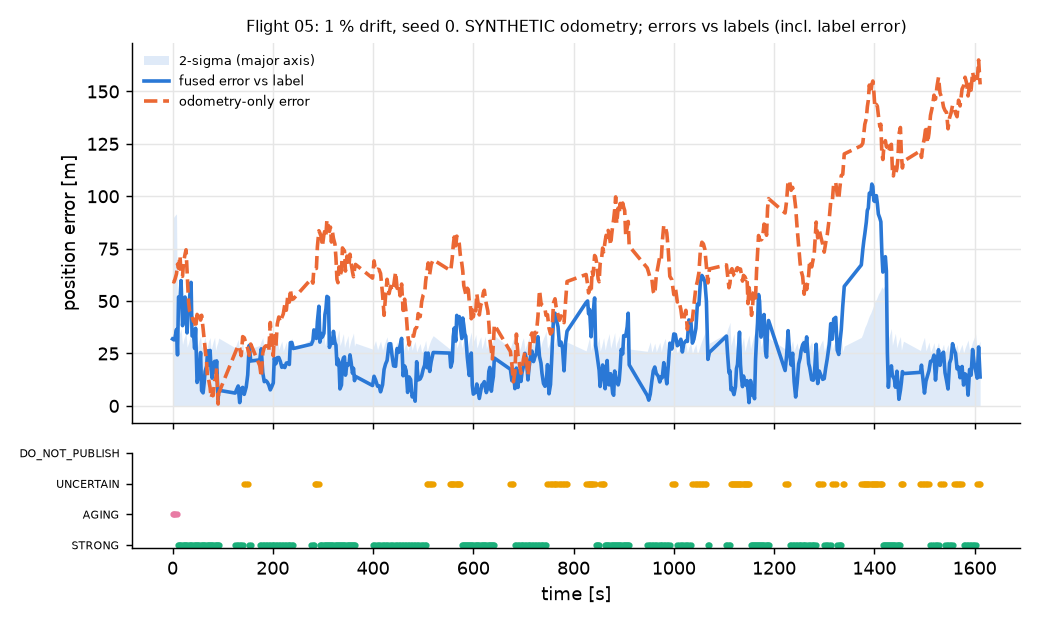 Flight 05: 1 % drift, seed 0. SYNTHETIC odometry; errors vs labels (incl. label error)
2-sigma (major axis)
fused error vs label
odometry-only error
position error [m]
150
125
100
75
50
25
0
DO_NOT_PUBLISH
UNCERTAIN
AGING
STRONG
0 200 400 600 800 1000 1200 1400 1600
time [s]